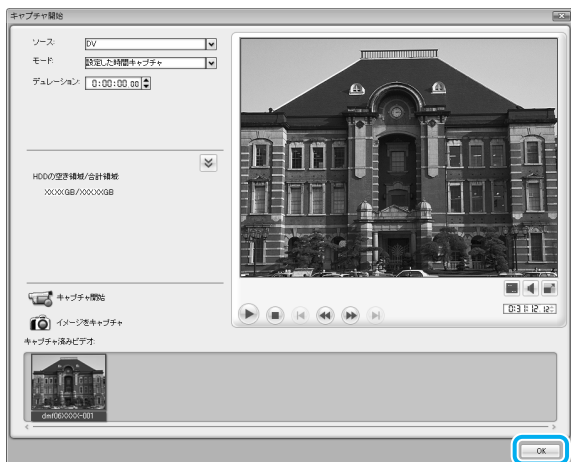 キャプチャ開始
ソース: DV
モード: 設定した時間キャプチャ
デュレーション: 0:00:00 00
HDDの空き領域/合計領域
XXXXGB/XXXXXGB
キャプチャ開始
イメージをキャプチャ
キャプチャ済みビデオ:
dmf06XXXX-001
OK